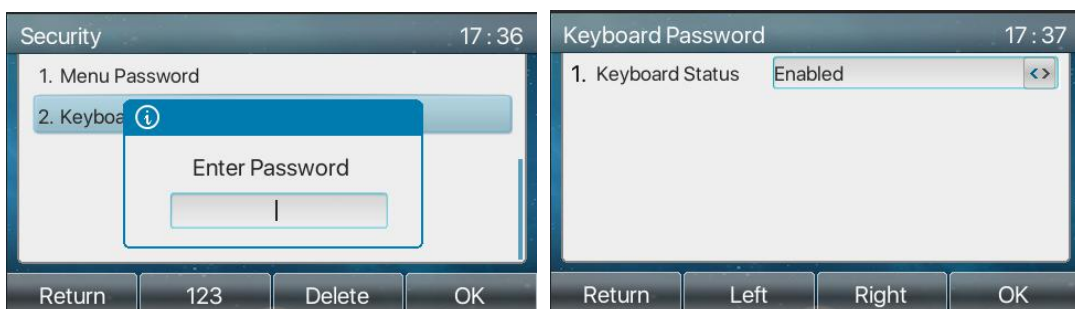 Security 17 : 36
1. Menu Password
2. Keyboa
Enter Password
Return 123 Delete OK
Keyboard Password 17 : 37
1. Keyboard Status Enabled <>
Return Left Right OK